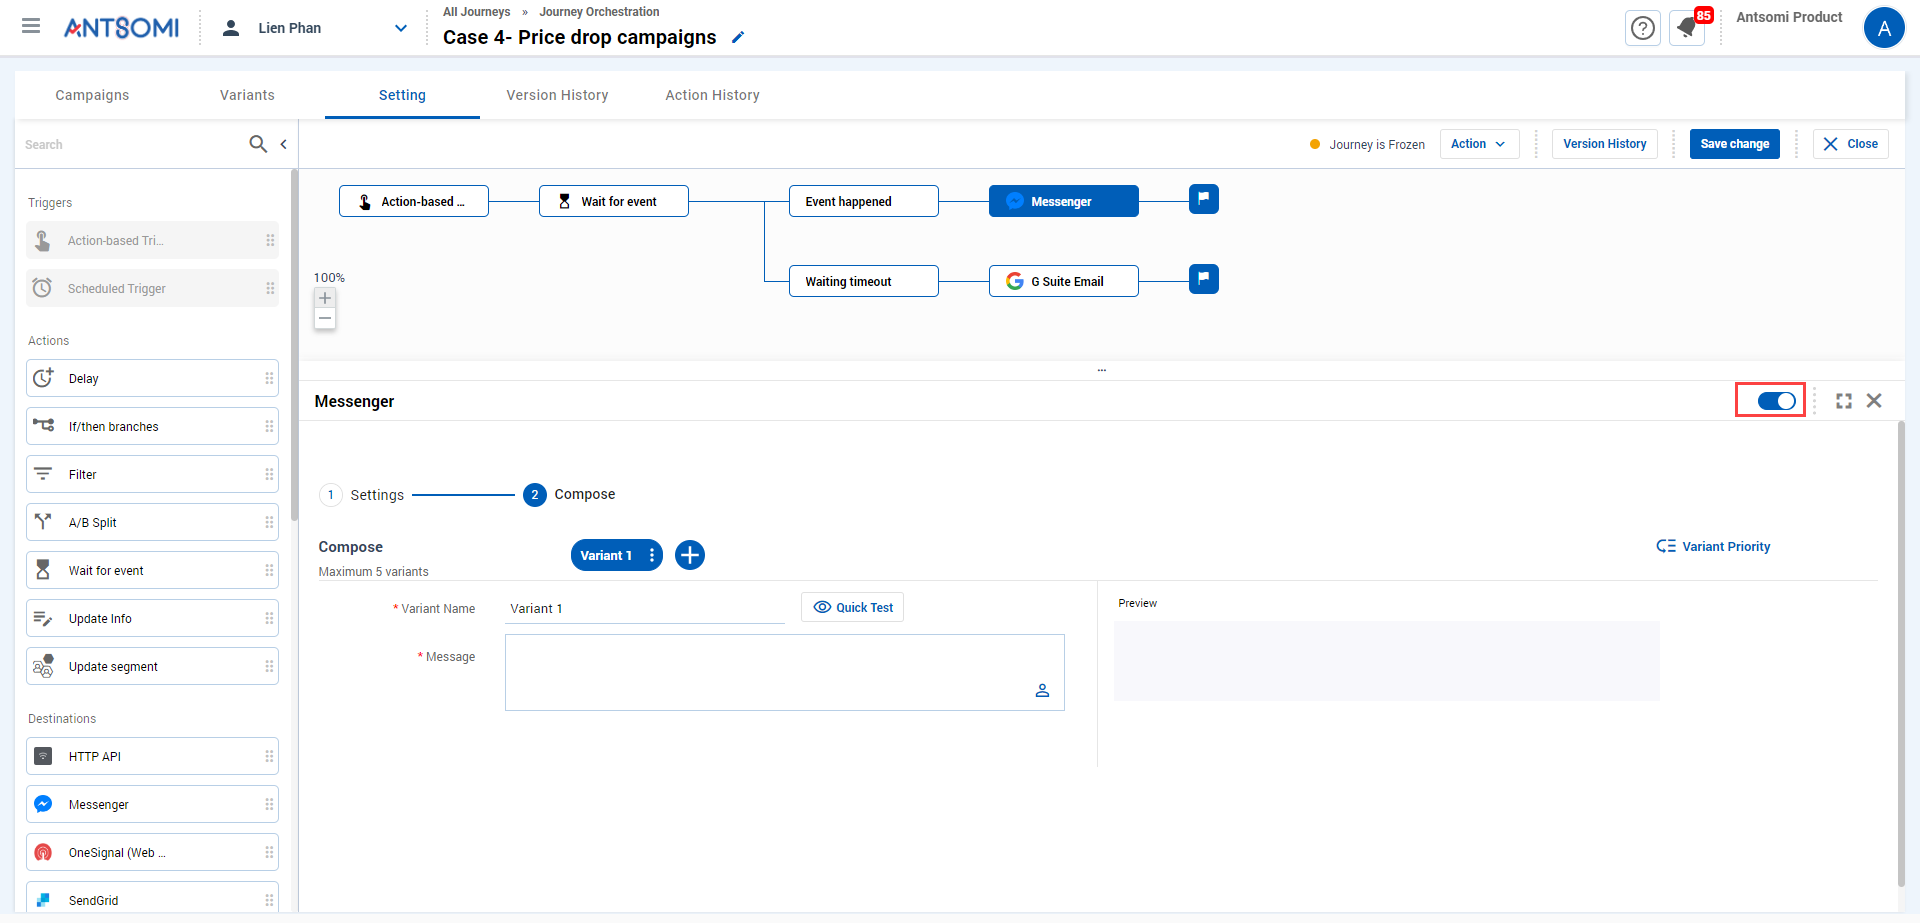 ANTSOMI
Lien Phan
All Journeys » Journey Orchestration
Case 4- Price drop campaigns
85
Antsomi Product
A
Campaigns
Variants
Setting
Version History
Action History
Search
Journey is Frozen
Action
Version History
Save change
Close
Triggers
Action-based Tri...
Scheduled Trigger
Actions
Delay
If/then branches
Filter
A/B Split
Wait for event
Update Info
Update segment
Destinations
HTTP API
Messenger
OneSignal (Web ...
SendGrid
Action-based ...
Wait for event
Event happened
Messenger
Waiting timeout
G Suite Email
100%
+
−
...
Messenger
1 Settings
2 Compose
Compose
Maximum 5 variants
Variant 1
Variant Priority
* Variant Name
Variant 1
Quick Test
* Message
Preview